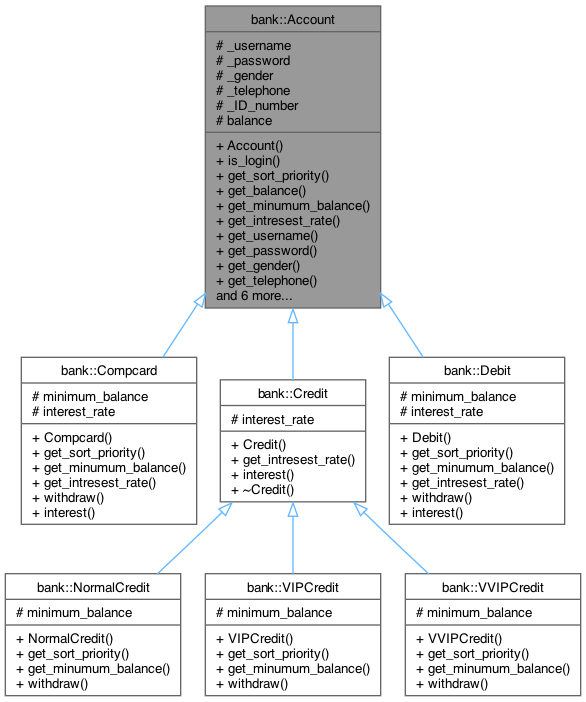 bank::Account
# _username
# _password
# _gender
# _telephone
# _ID_number
# balance
+ Account()
+ is_login()
+ get_sort_priority()
+ get_balance()
+ get_minumum_balance()
+ get_intresest_rate()
+ get_username()
+ get_password()
+ get_gender()
+ get_telephone()
and 6 more...
bank::Compcard
# minimum_balance
# interest_rate
+ Compcard()
+ get_sort_priority()
+ get_minumum_balance()
+ get_intresest_rate()
+ withdraw()
+ interest()
bank::Credit
# interest_rate
+ Credit()
+ get_intresest_rate()
+ interest()
+ ~Credit()
bank::Debit
# minimum_balance
# interest_rate
+ Debit()
+ get_sort_priority()
+ get_minumum_balance()
+ get_intresest_rate()
+ withdraw()
+ interest()
bank::NormalCredit
# minimum_balance
+ NormalCredit()
+ get_sort_priority()
+ get_minumum_balance()
+ withdraw()
bank::VIPCredit
# minimum_balance
+ VIPCredit()
+ get_sort_priority()
+ get_minumum_balance()
+ withdraw()
bank::VVIPCredit
# minimum_balance
+ VVIPCredit()
+ get_sort_priority()
+ get_minumum_balance()
+ withdraw()